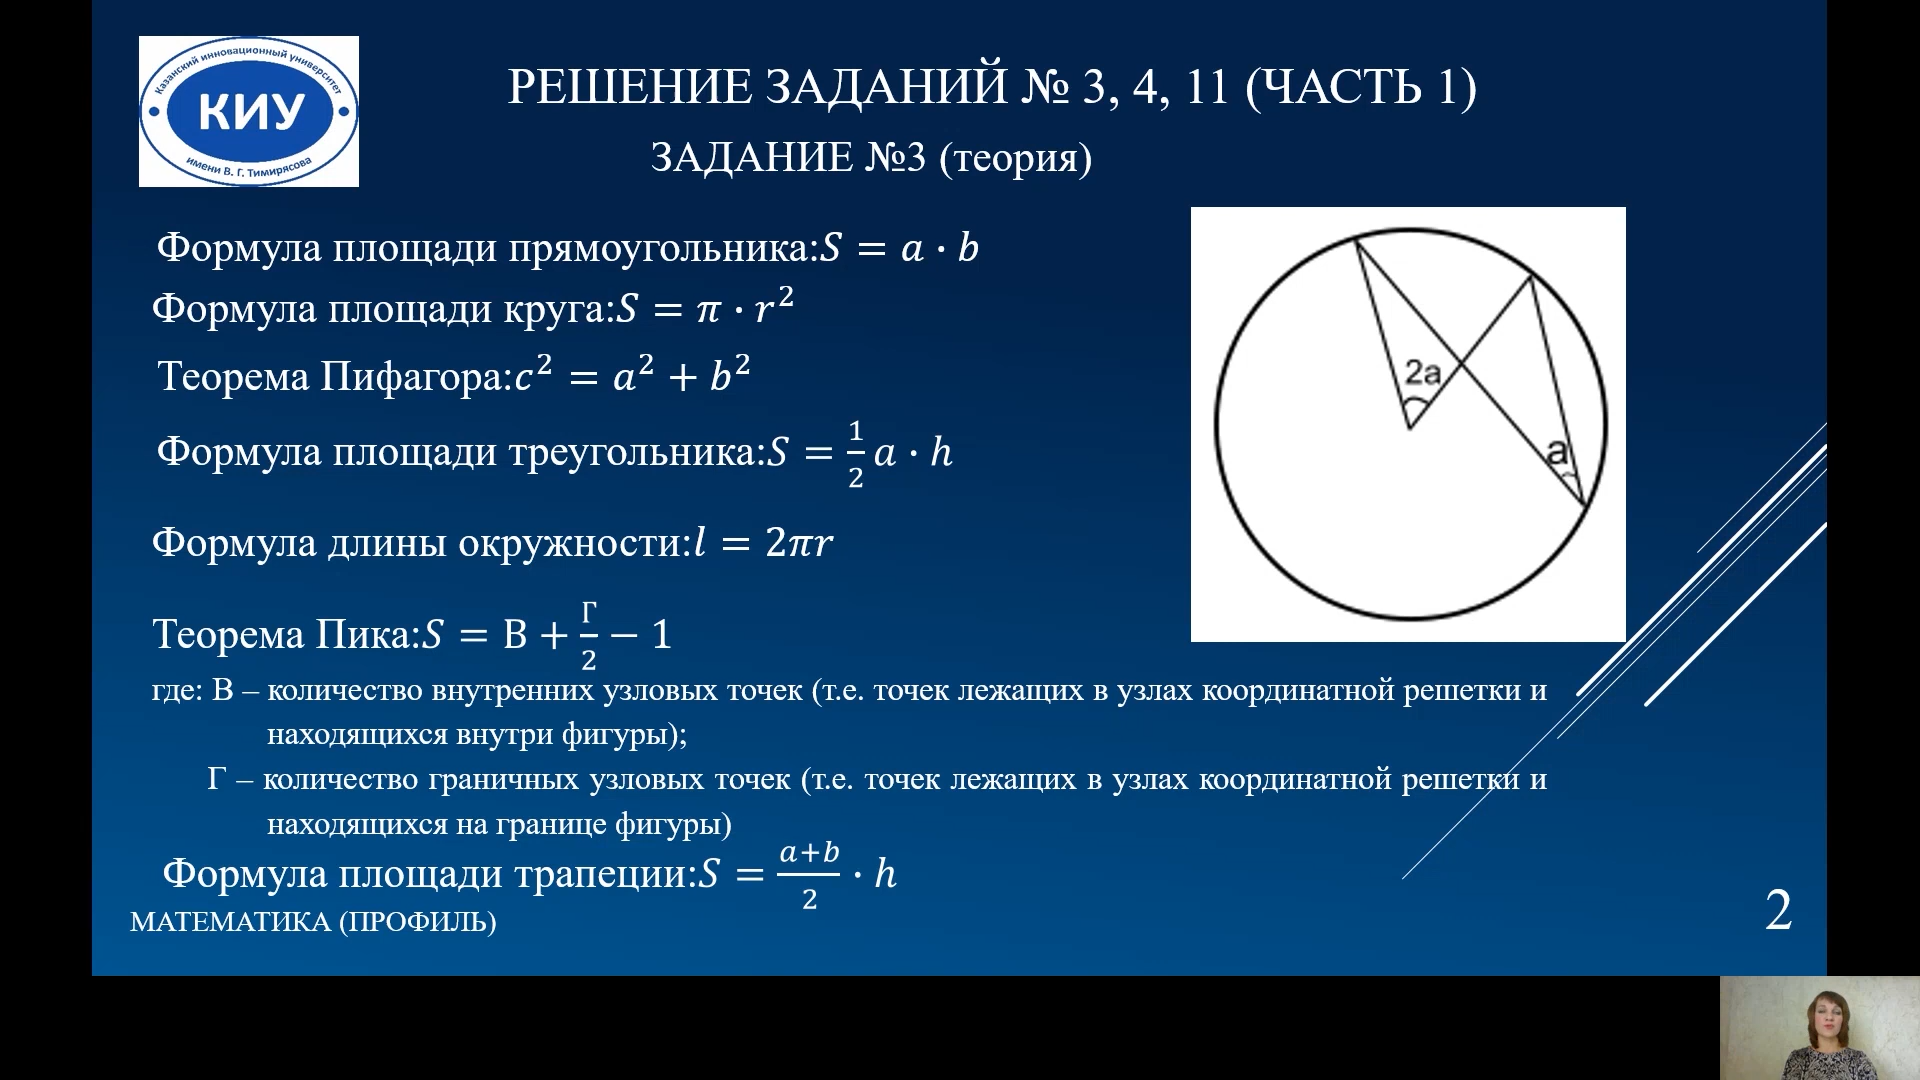 Казанский инновационный университет
КИУ
имени В. Г. Тимирясова
РЕШЕНИЕ ЗАДАНИЙ № 3, 4, 11 (ЧАСТЬ 1)
ЗАДАНИЕ №3 (теория)
Формула площади прямоугольника:S = a · b
Формула площади круга:S = π · r²
Теорема Пифагора:c² = a² + b²
Формула площади треугольника:S = 1/2 a · h
Формула длины окружности:l = 2πr
Теорема Пика:S = В + Г/2 − 1
где: В – количество внутренних узловых точек (т.е. точек лежащих в узлах координатной решетки и
находящихся внутри фигуры);
Г – количество граничных узловых точек (т.е. точек лежащих в узлах координатной решетки и
находящихся на границе фигуры)
Формула площади трапеции:S = a+b/2 · h
МАТЕМАТИКА (ПРОФИЛЬ)
2a
a
2